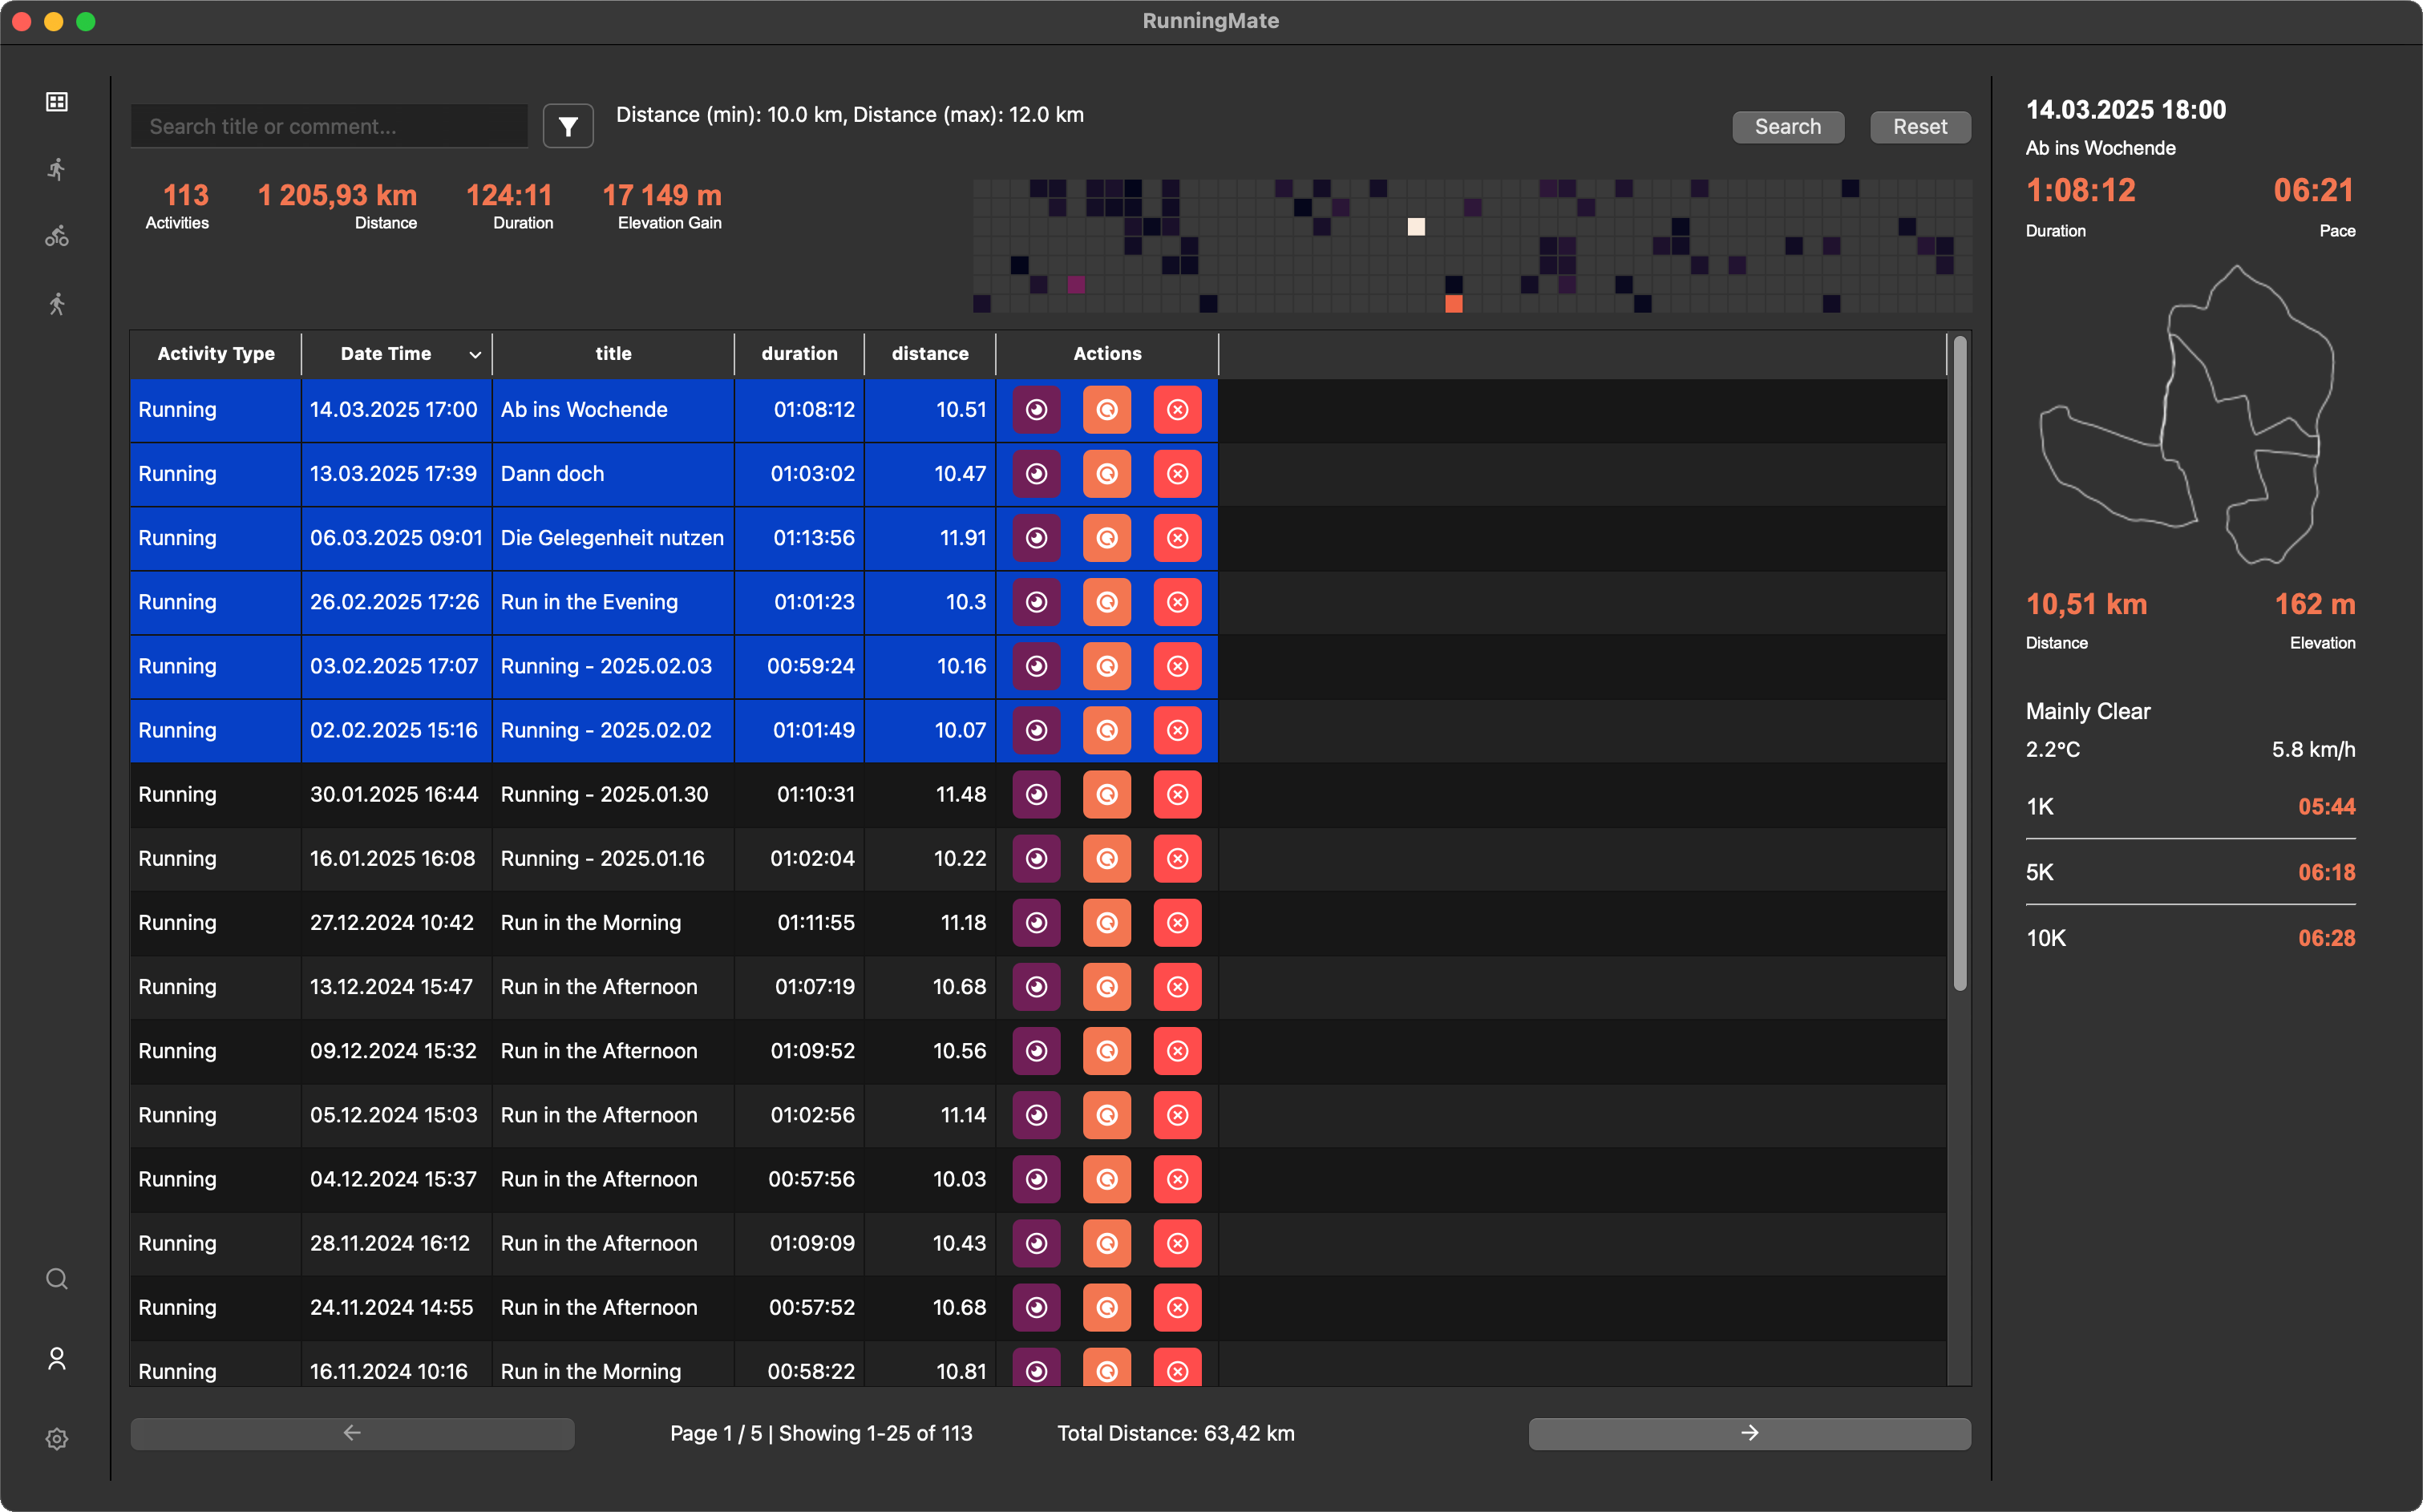 RunningMate
Search title or comment...
Distance (min): 10.0 km, Distance (max): 12.0 km
Search
Reset
113
Activities
1 205,93 km
Distance
124:11
Duration
17 149 m
Elevation Gain
Activity Type Date Time title duration distance Actions
Running 14.03.2025 17:00 Ab ins Wochende 01:08:12 10.51
Running 13.03.2025 17:39 Dann doch 01:03:02 10.47
Running 06.03.2025 09:01 Die Gelegenheit nutzen 01:13:56 11.91
Running 26.02.2025 17:26 Run in the Evening 01:01:23 10.3
Running 03.02.2025 17:07 Running - 2025.02.03 00:59:24 10.16
Running 02.02.2025 15:16 Running - 2025.02.02 01:01:49 10.07
Running 30.01.2025 16:44 Running - 2025.01.30 01:10:31 11.48
Running 16.01.2025 16:08 Running - 2025.01.16 01:02:04 10.22
Running 27.12.2024 10:42 Run in the Morning 01:11:55 11.18
Running 13.12.2024 15:47 Run in the Afternoon 01:07:19 10.68
Running 09.12.2024 15:32 Run in the Afternoon 01:09:52 10.56
Running 05.12.2024 15:03 Run in the Afternoon 01:02:56 11.14
Running 04.12.2024 15:37 Run in the Afternoon 00:57:56 10.03
Running 28.11.2024 16:12 Run in the Afternoon 01:09:09 10.43
Running 24.11.2024 14:55 Run in the Afternoon 00:57:52 10.68
Running 16.11.2024 10:16 Run in the Morning 00:58:22 10.81
Page 1 / 5 | Showing 1-25 of 113
Total Distance: 63,42 km
14.03.2025 18:00
Ab ins Wochende
1:08:12 06:21
Duration Pace
10,51 km 162 m
Distance Elevation
Mainly Clear
2.2°C 5.8 km/h
1K 05:44
5K 06:18
10K 06:28